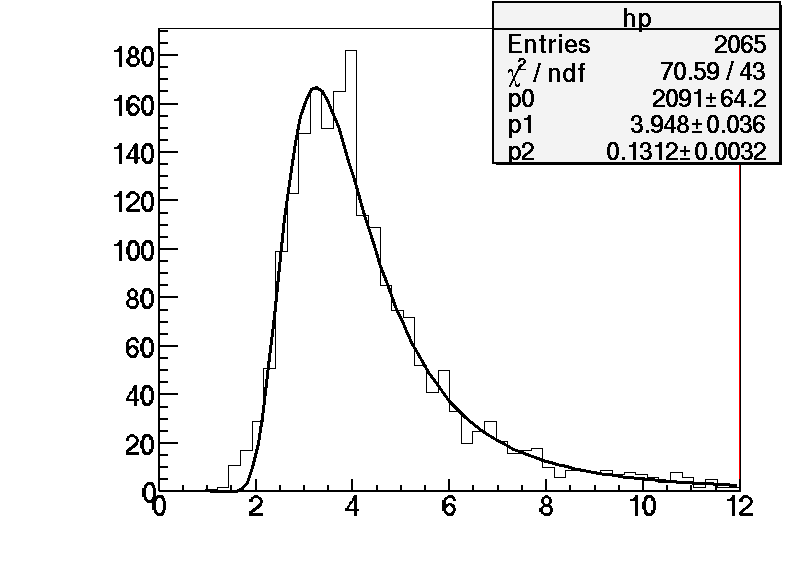 hp
Entries 2065
χ² / ndf 70.59 / 43
p0 2091±64.2
p1 3.948±0.036
p2 0.1312±0.0032
180
160
140
120
100
80
60
40
20
0
0 2 4 6 8 10 12